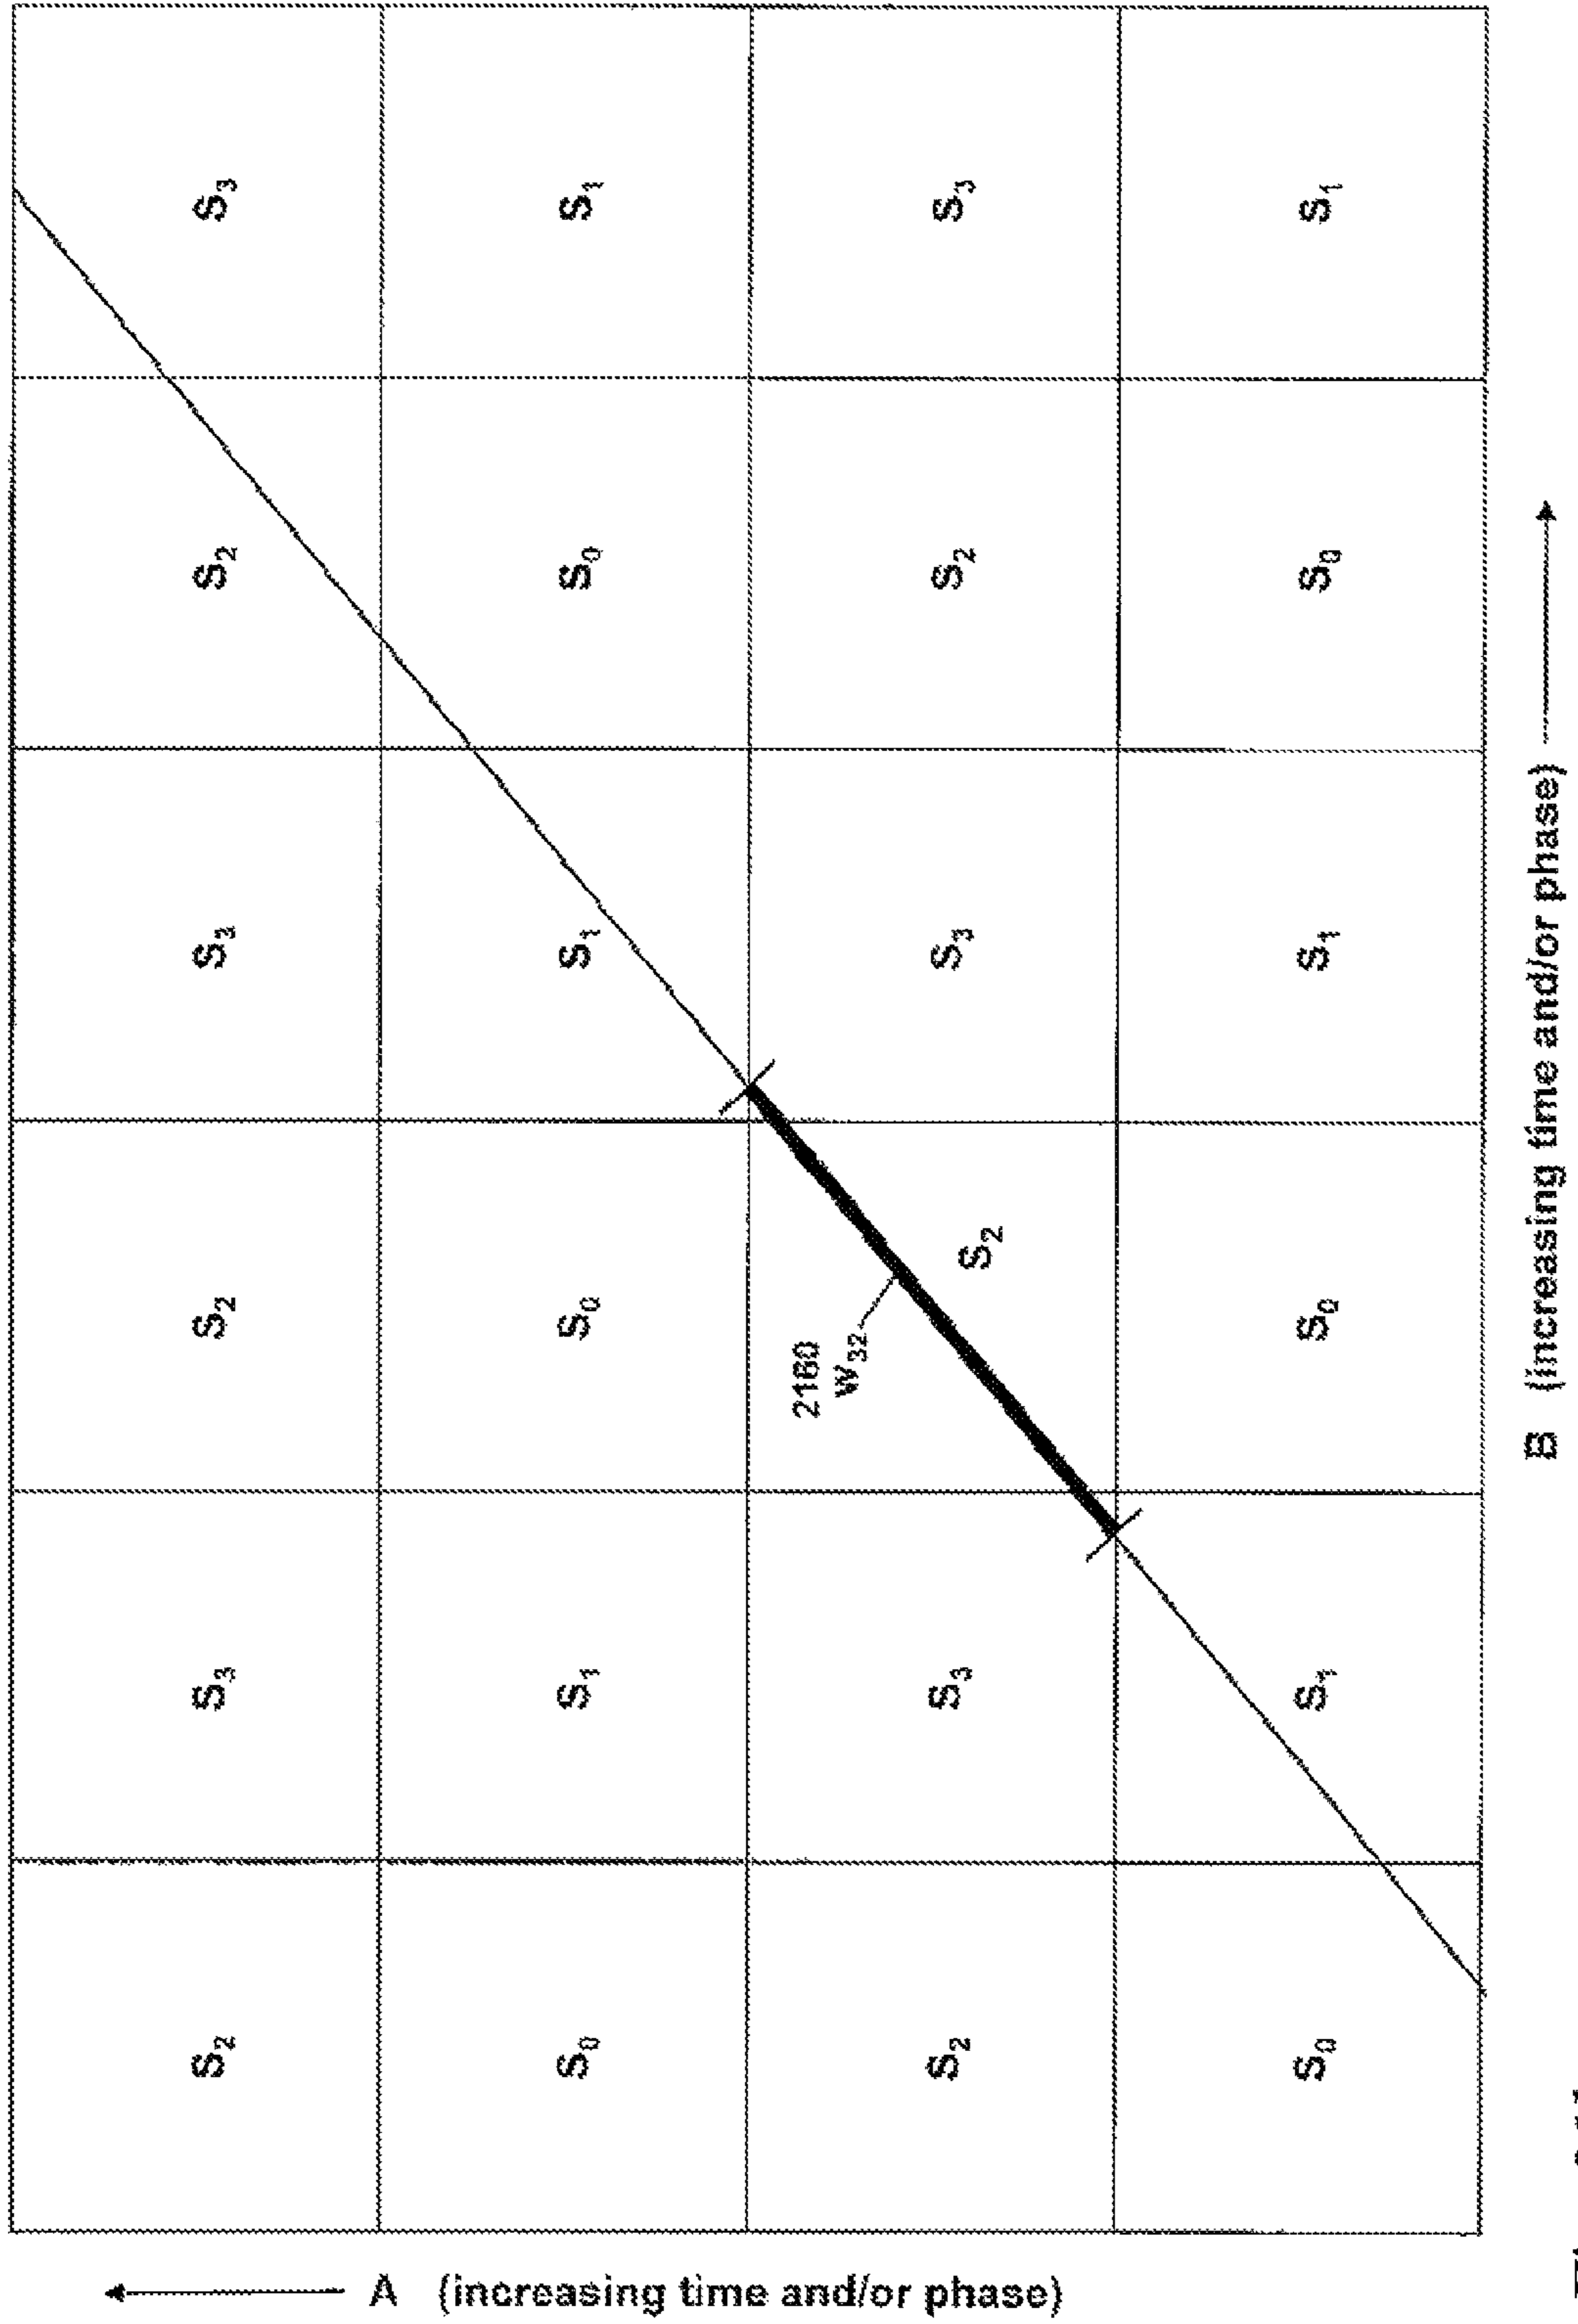 A (increasing time and/or phase)
S₂ S₃ S₂ S₃ S₂ S₃
S₀ S₁ S₀ S₁ S₀ S₁
2160
W₃₂
S₂ S₃ S₂ S₃ S₂ S₃
S₀ S₁ S₀ S₁ S₀ S₁
B (increasing time and/or phase)